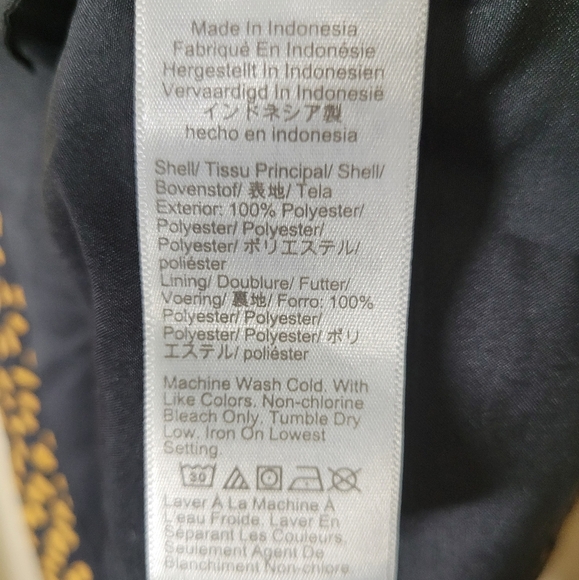 Made In Indonesia
Fabriqué En Indonésie
Hergestellt In Indonesien
Vervaardigd In Indonesië
インドネシア製
hecho en indonesia
Shell/ Tissu Principal/ Shell/
Bovenstof/ 表地/ Tela
Exterior: 100% Polyester/
Polyester/ Polyester/
Polyester/ ポリエステル/
poliéster
Lining/ Doublure/ Futter/
Voering/ 裏地/ Forro: 100%
Polyester/ Polyester/
Polyester/ Polyester/ ポリ
エステル/ poliéster
Machine Wash Cold. With
Like Colors. Non-chlorine
Bleach Only. Tumble Dry
Low. Iron On Lowest
Setting.
30
Laver À La Machine À
L'eau Froide. Laver En
Séparant Les Couleurs.
Seulement Agent De
Blanchiment Non-chlore.